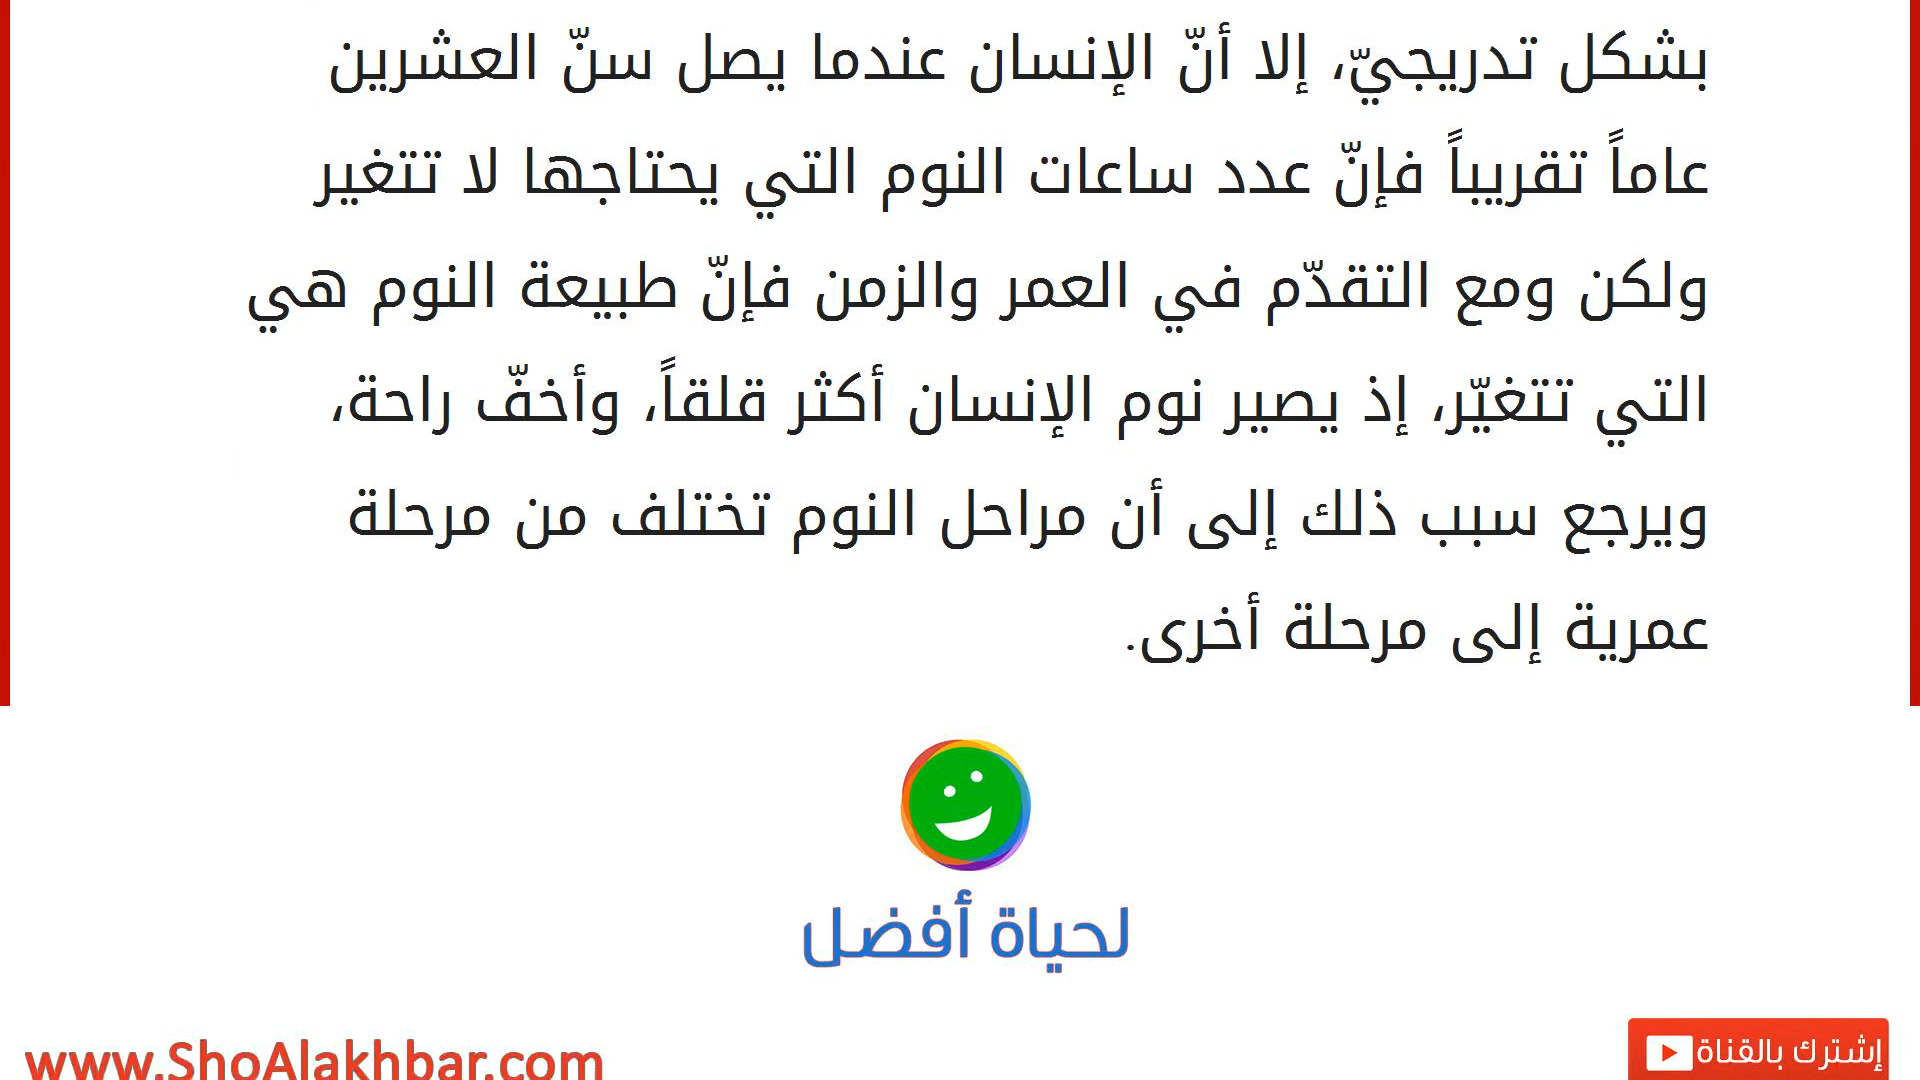 بشكل تدريجيّ، إلا أنّ الإنسان عندما يصل سنّ العشرين
عاماً تقريباً فإنّ عدد ساعات النوم التي يحتاجها لا تتغير
ولكن ومع التقدّم في العمر والزمن فإنّ طبيعة النوم هي
التي تتغيّر، إذ يصير نوم الإنسان أكثر قلقاً، وأخفّ راحة،
ويرجع سبب ذلك إلى أن مراحل النوم تختلف من مرحلة
عمرية إلى مرحلة أخرى.
لحياة أفضل
www.ShoAlakhbar.com
إشترك بالقناة